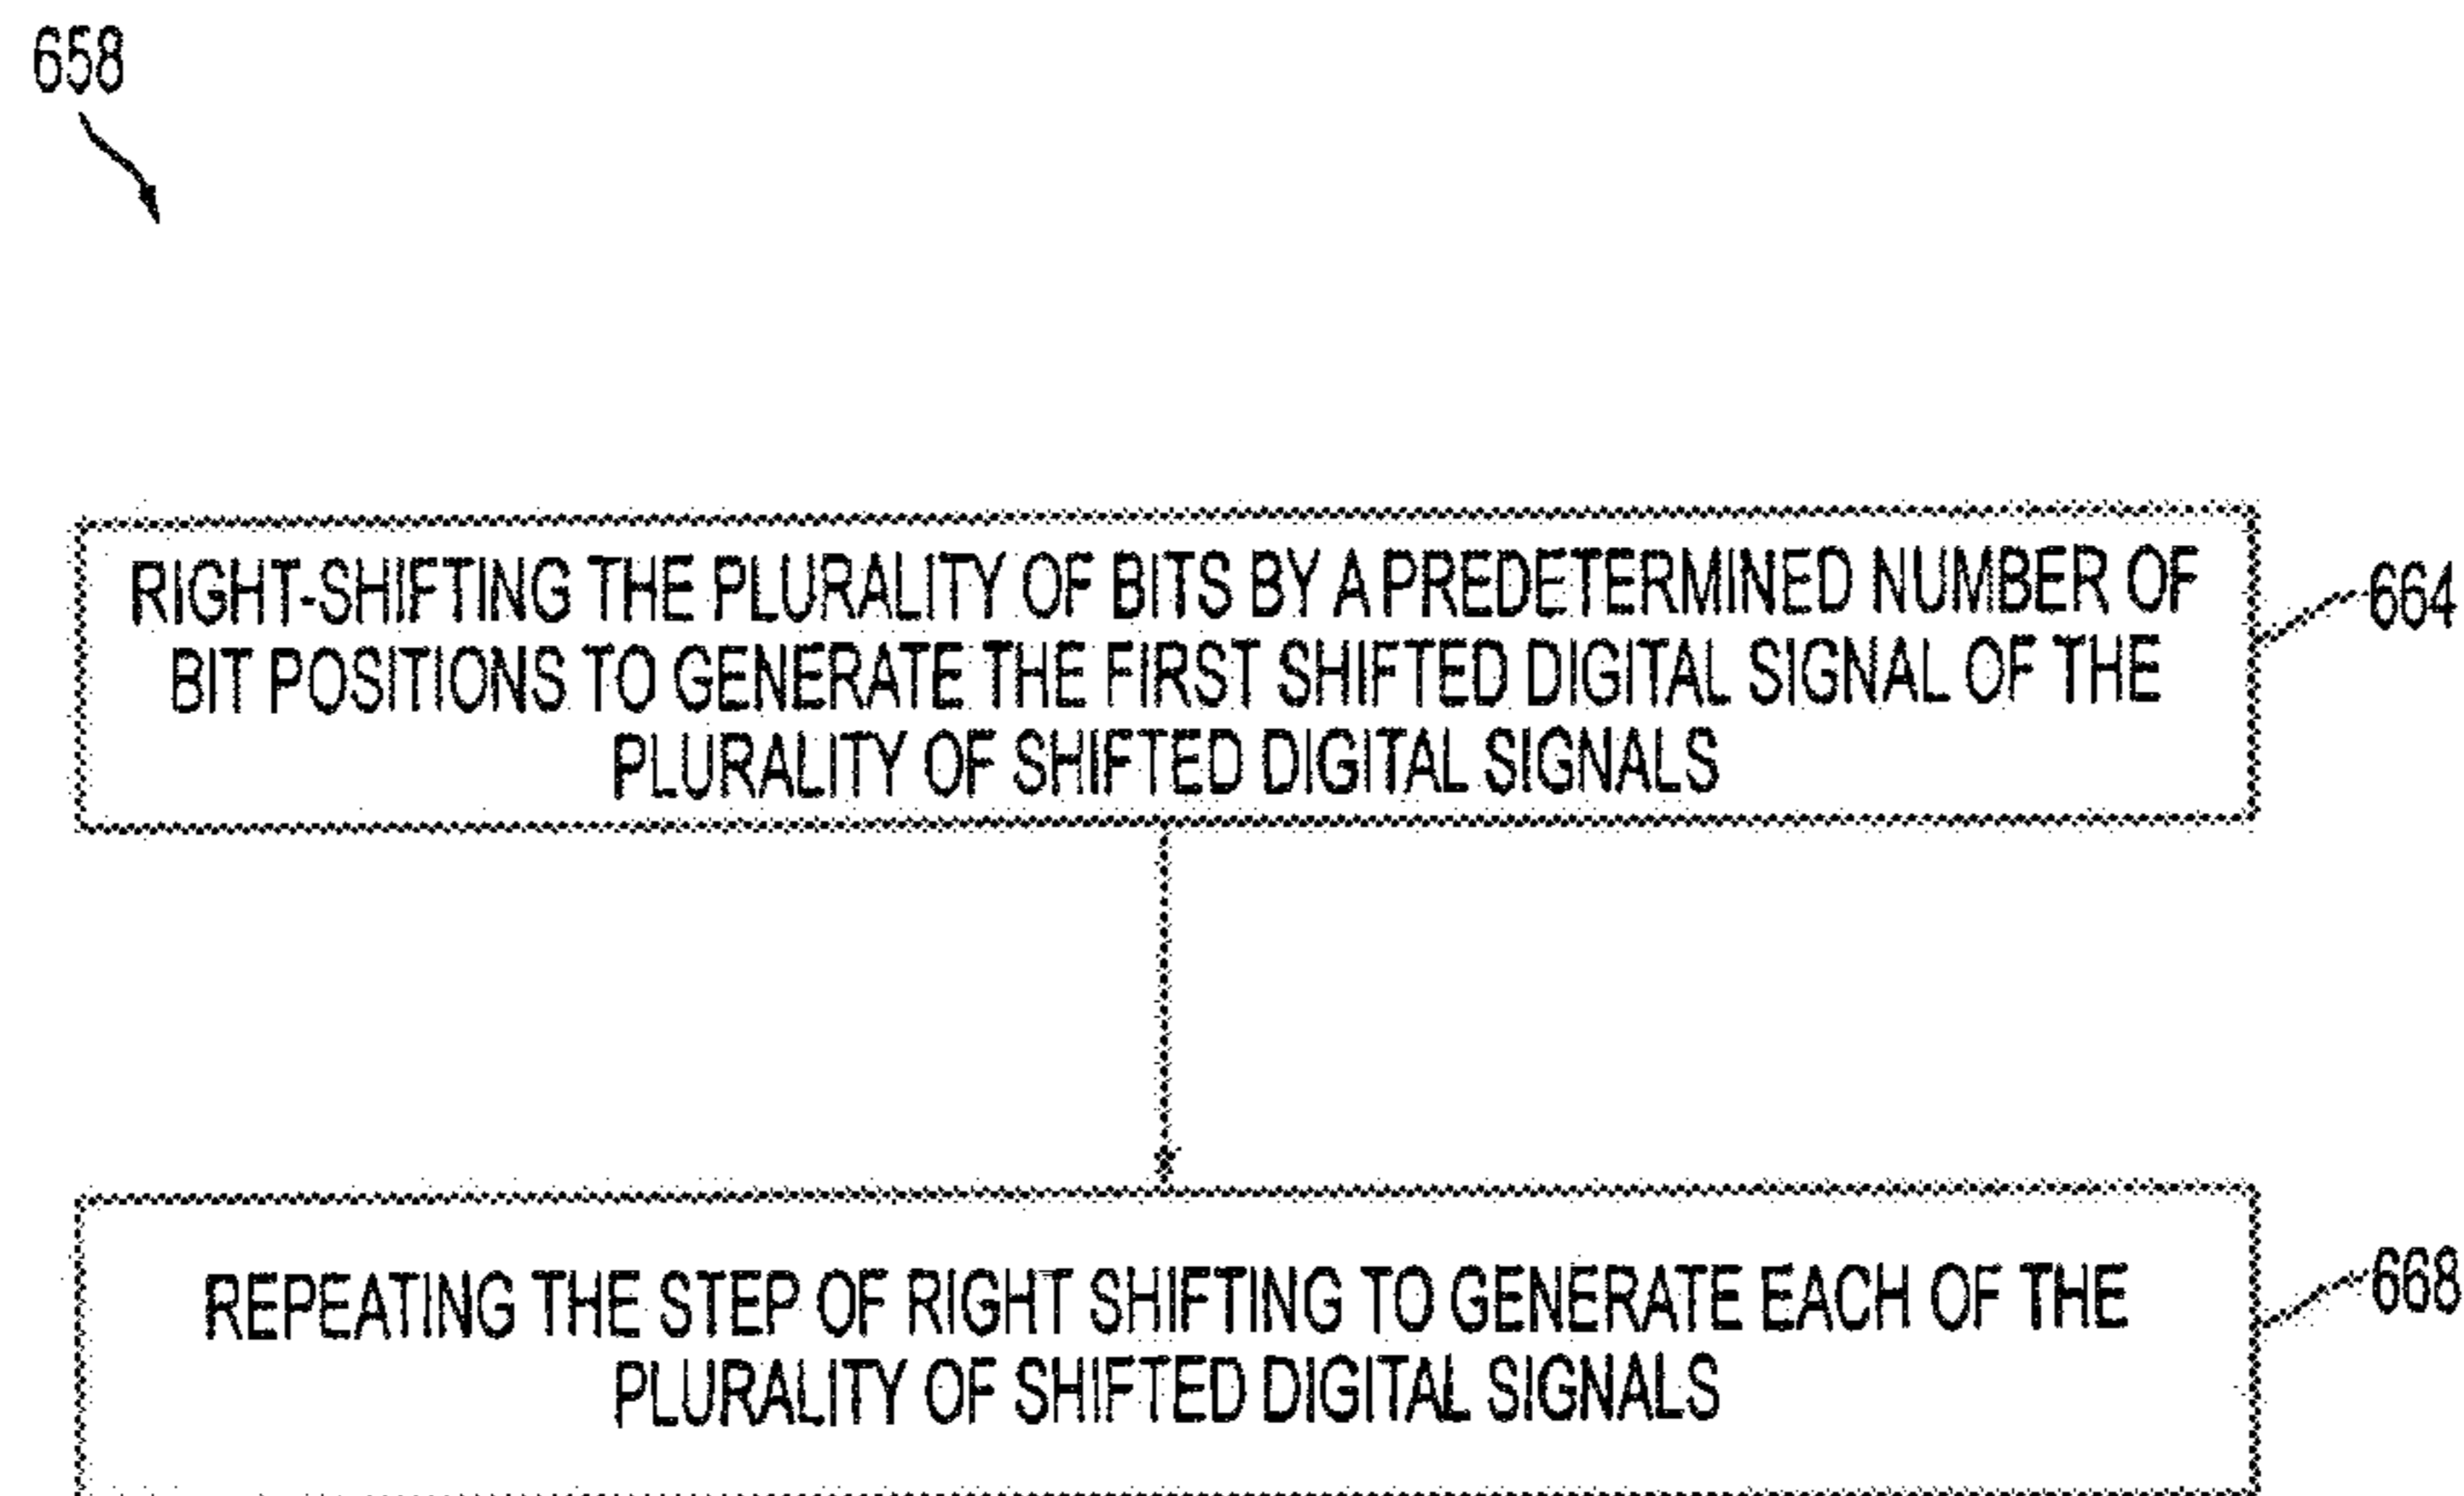 658
RIGHT-SHIFTING THE PLURALITY OF BITS BY A PREDETERMINED NUMBER OF
BIT POSITIONS TO GENERATE THE FIRST SHIFTED DIGITAL SIGNAL OF THE
PLURALITY OF SHIFTED DIGITAL SIGNALS
664
REPEATING THE STEP OF RIGHT SHIFTING TO GENERATE EACH OF THE
PLURALITY OF SHIFTED DIGITAL SIGNALS
668